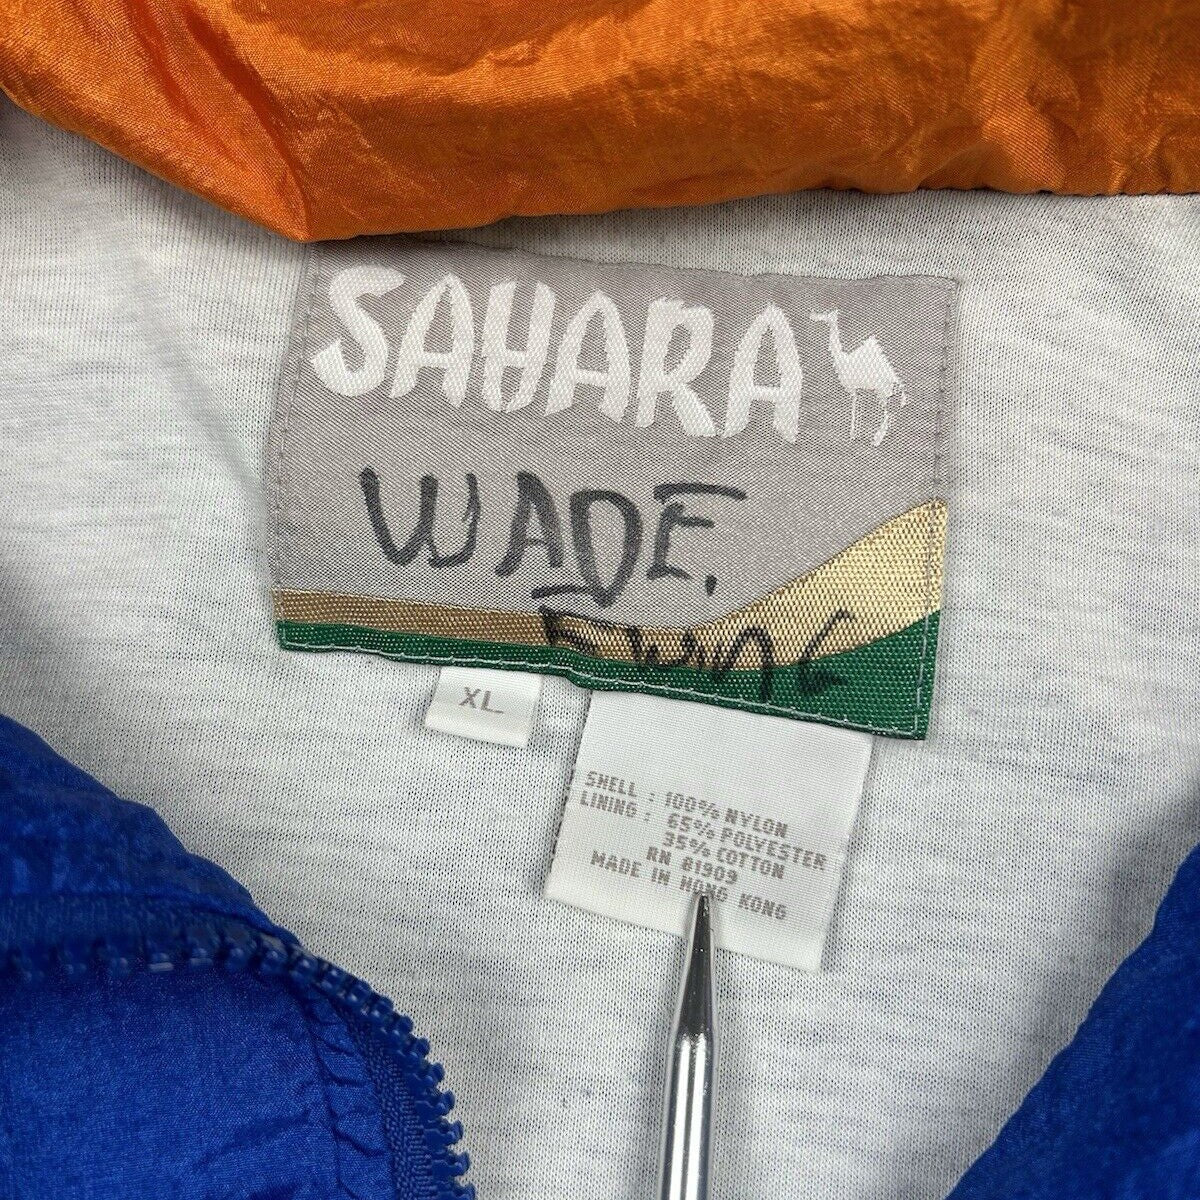 SAHARA
WADE.
EWING
XL
SHELL : 100% NYLON
LINING : 65% POLYESTER
35% COTTON
RN 81909
MADE IN HONG KONG